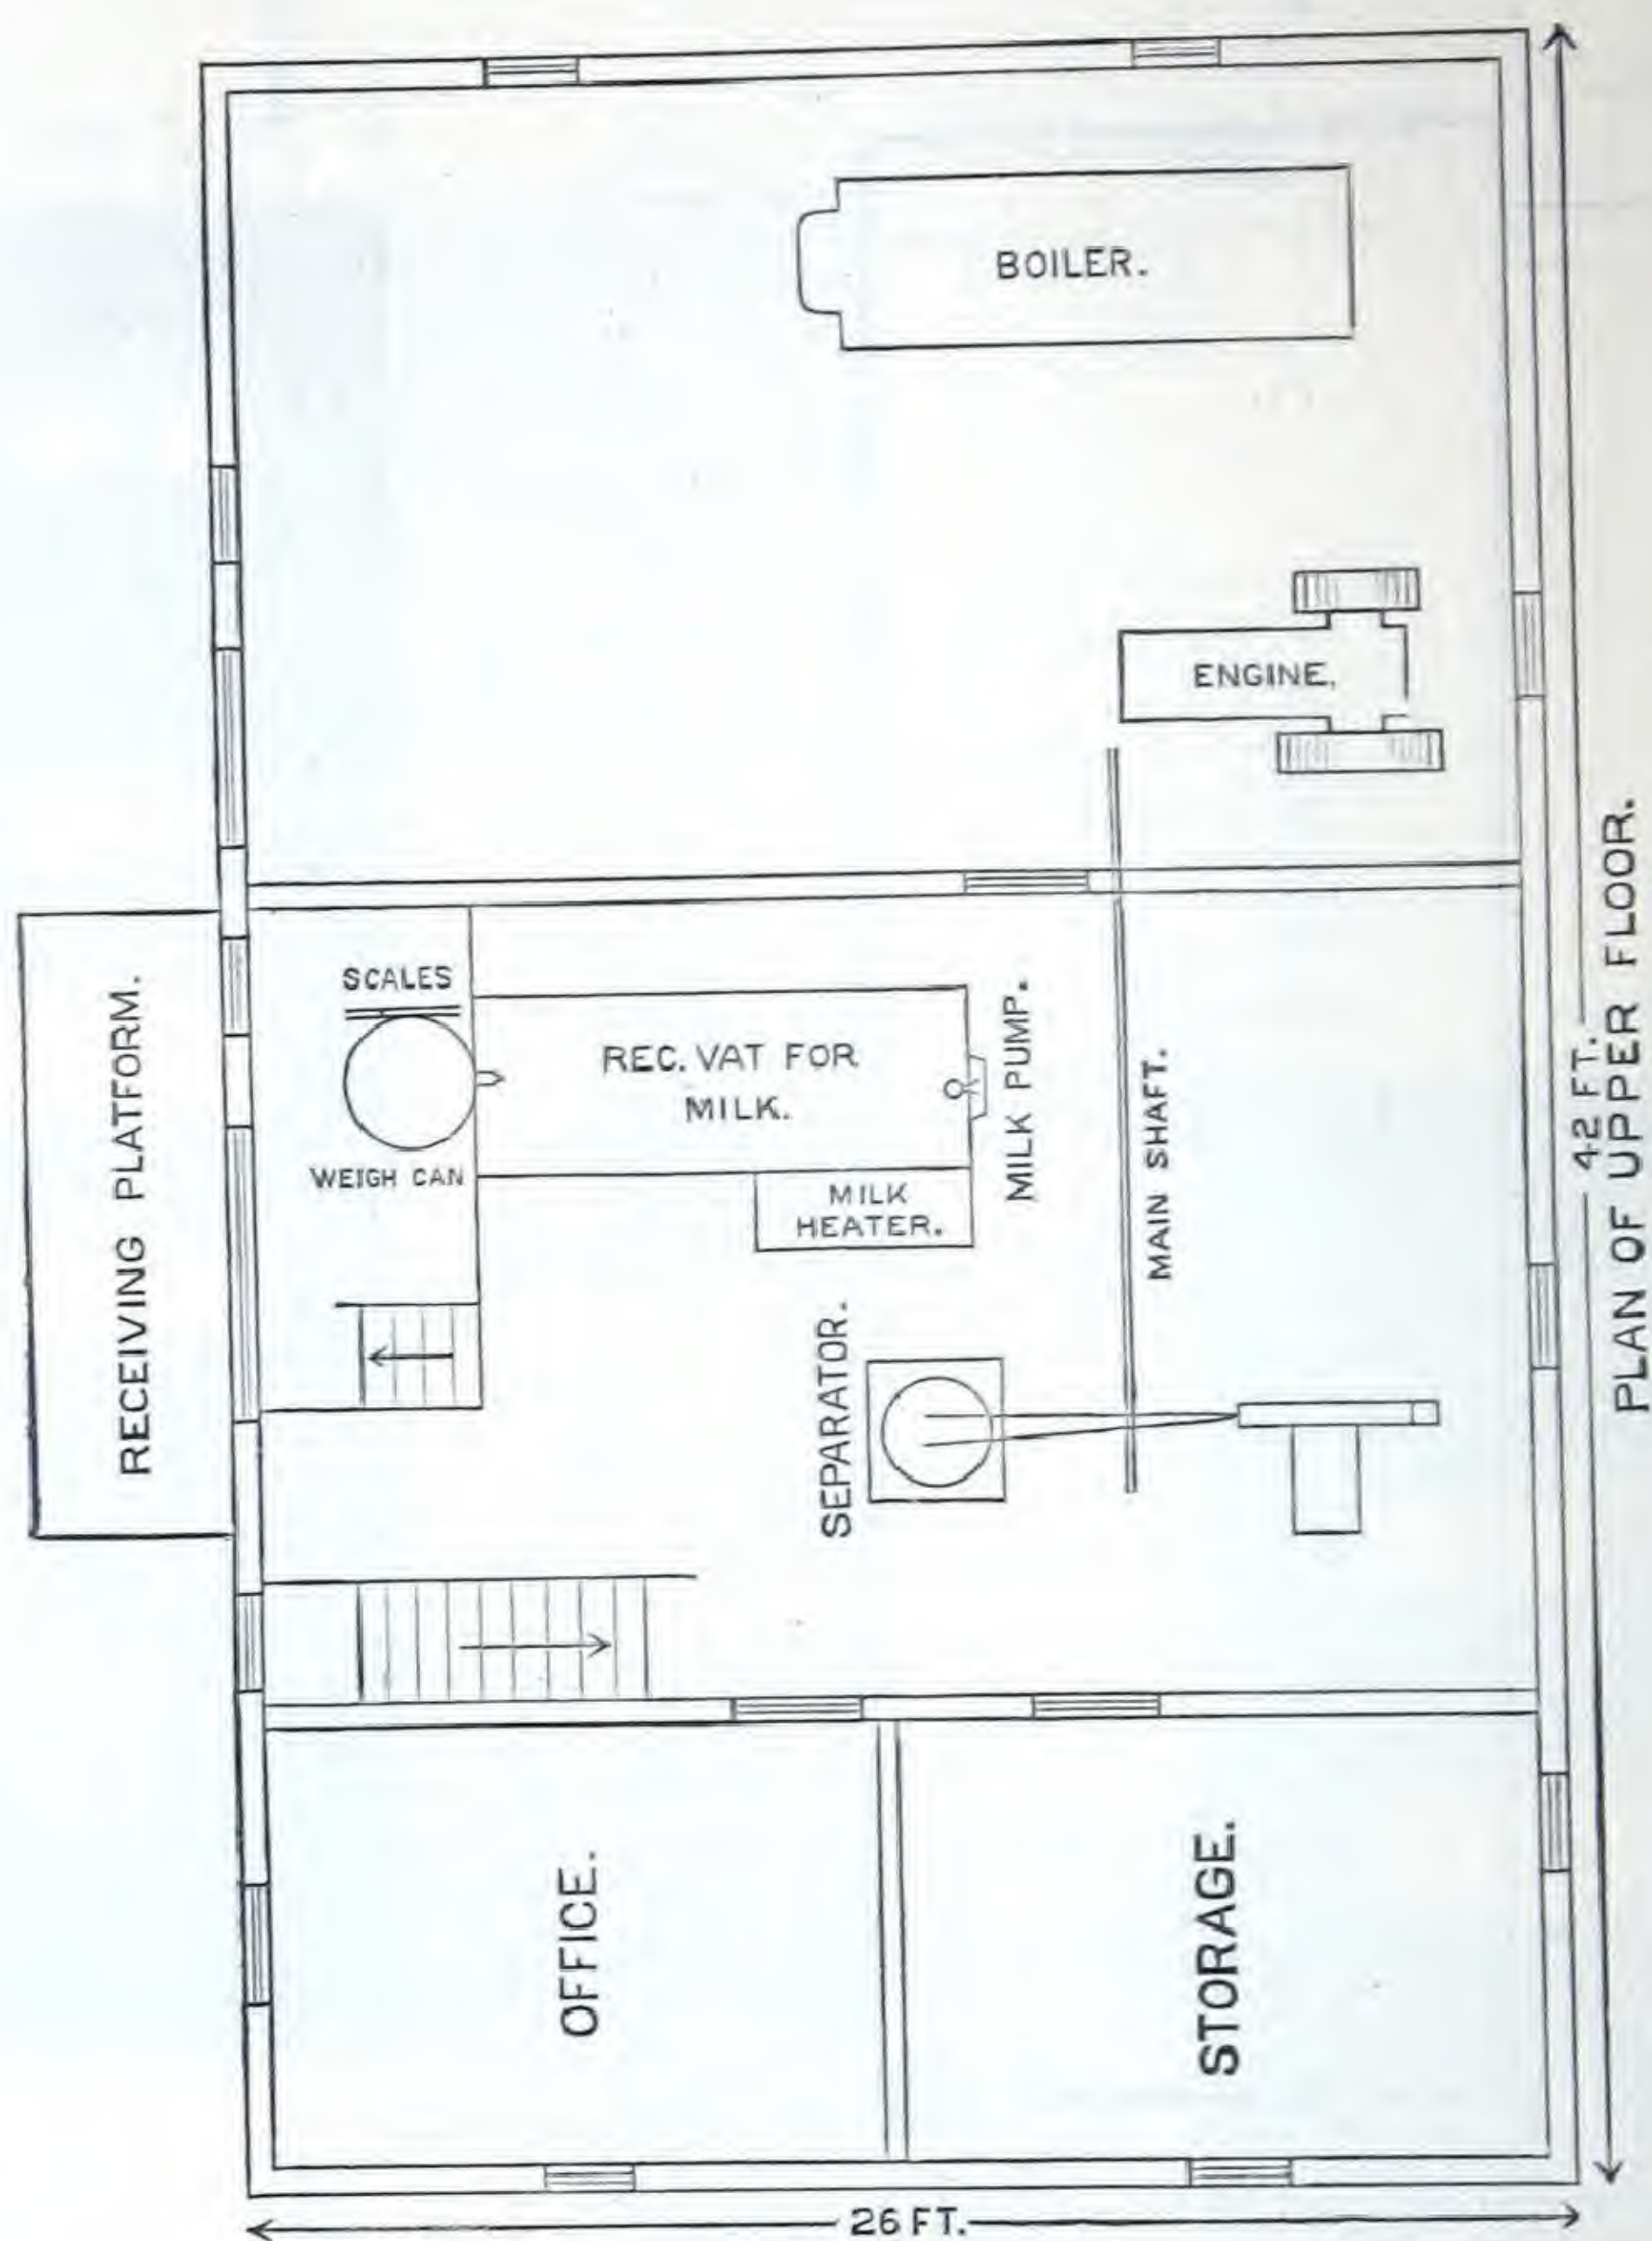 BOILER.
ENGINE.
RECEIVING PLATFORM.
SCALES
WEIGH CAN
REC. VAT FOR
MILK.
MILK
HEATER.
MILK PUMP.
MAIN SHAFT.
SEPARATOR.
OFFICE.
STORAGE.
26 FT.
42 FT.
PLAN OF UPPER FLOOR.